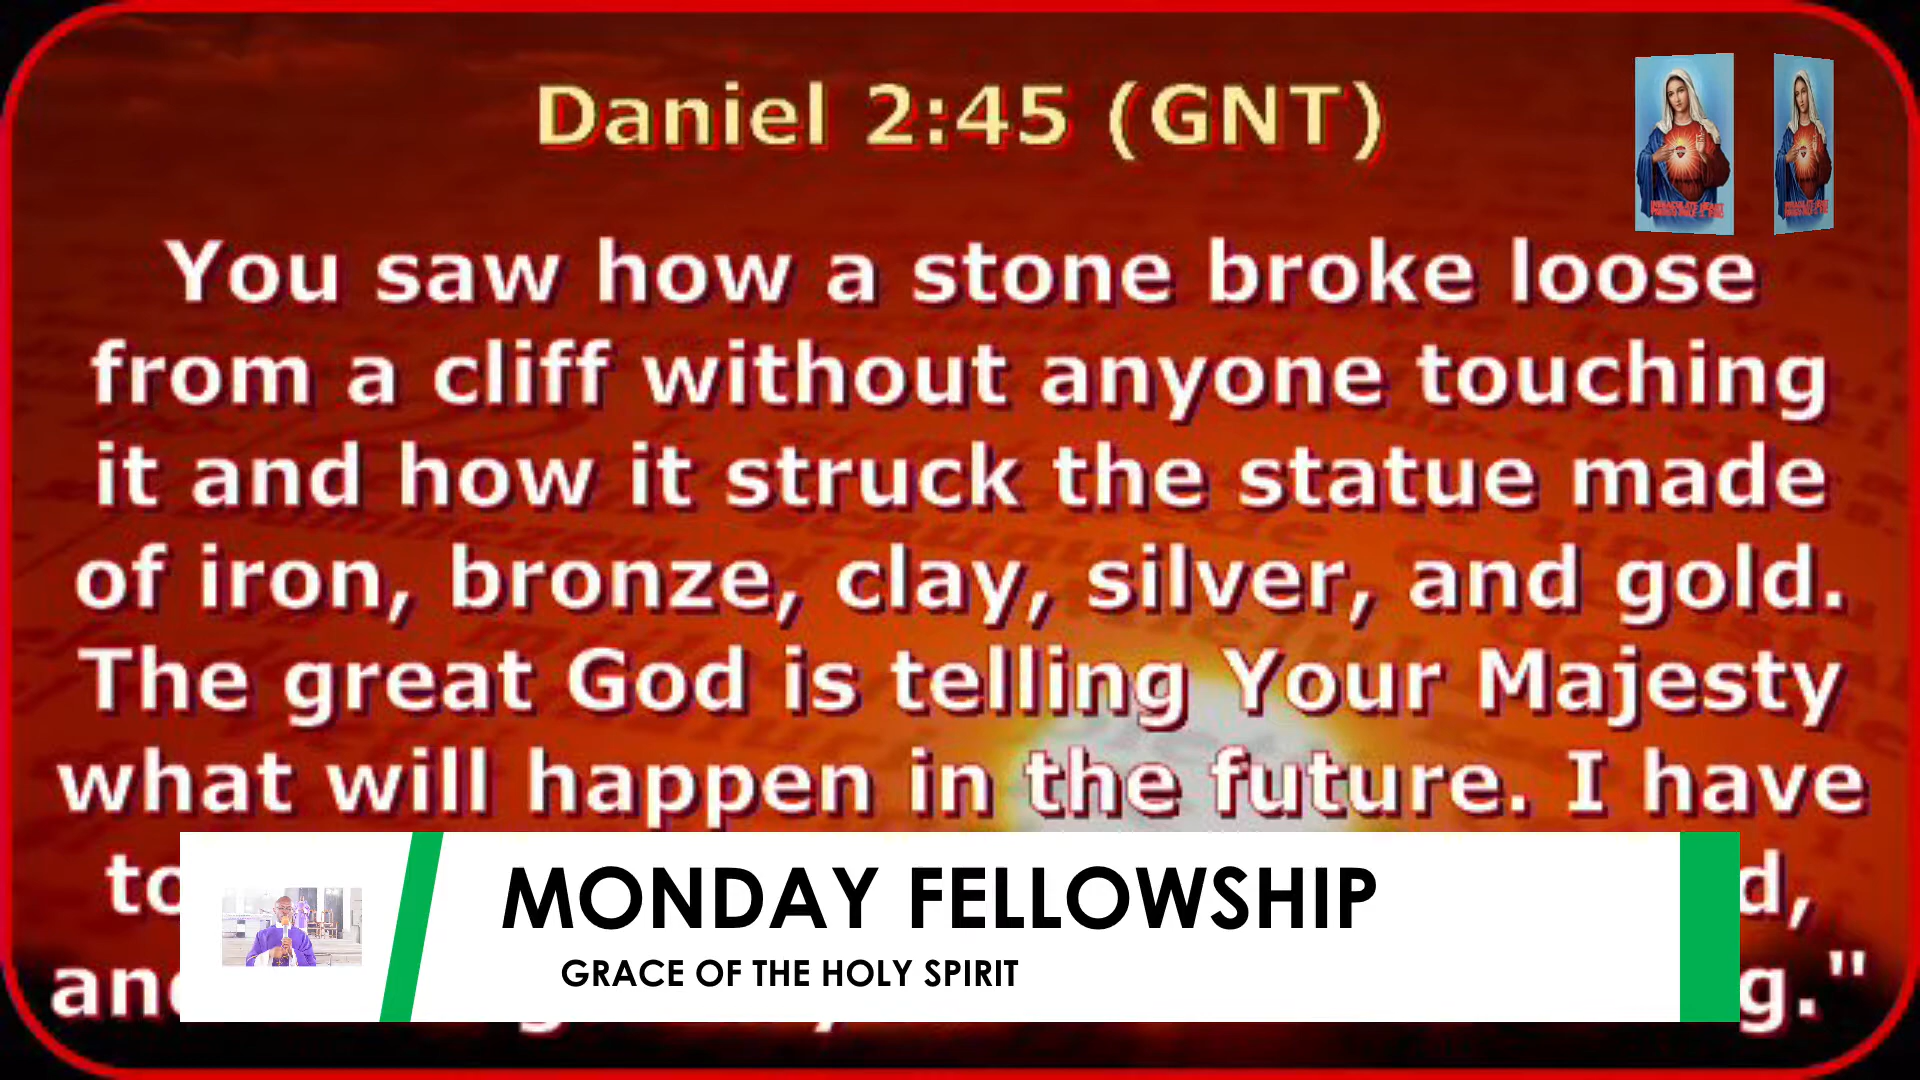 Daniel 2:45 (GNT)
You saw how a stone broke loose
from a cliff without anyone touching
it and how it struck the statue made
of iron, bronze, clay, silver, and gold.
The great God is telling Your Majesty
what will happen in the future. I have
MONDAY FELLOWSHIP
GRACE OF THE HOLY SPIRIT